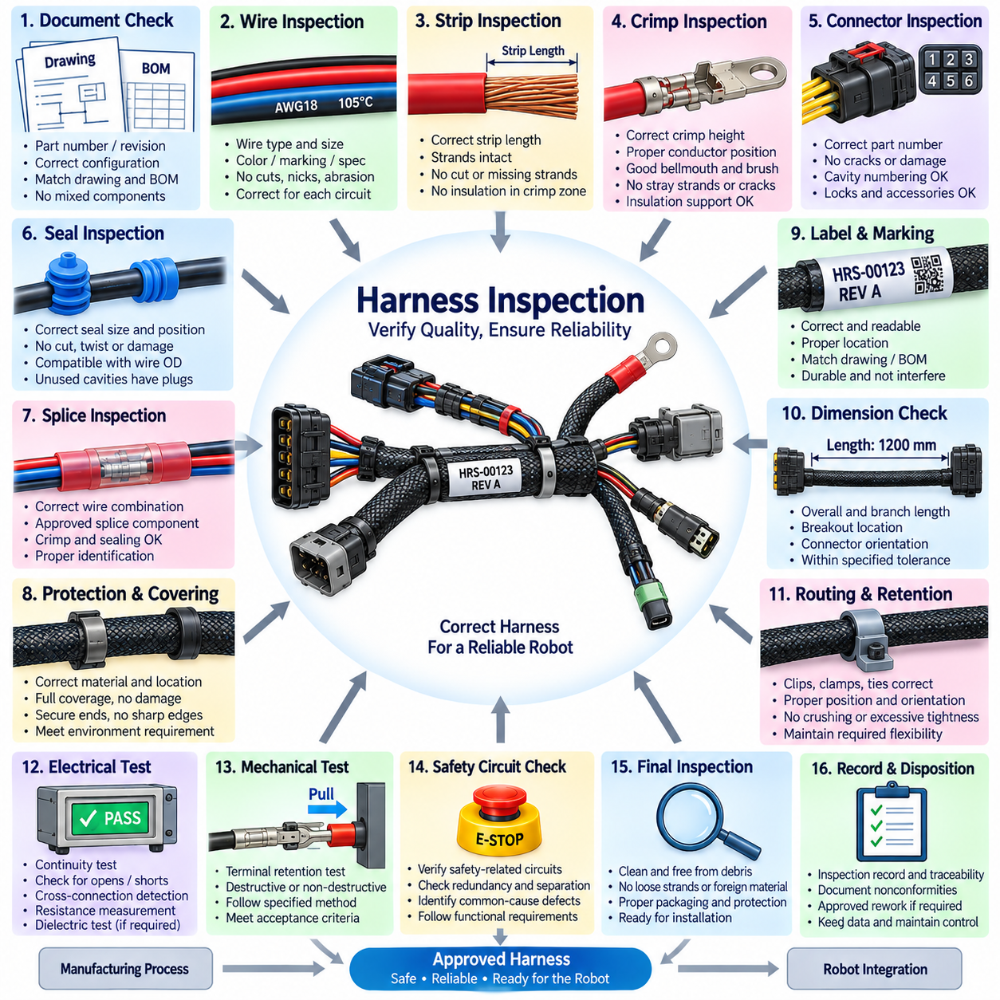 1. Document Check
Drawing
BOM
• Part number / revision
• Correct configuration
• Match drawing and BOM
• No mixed components
2. Wire Inspection
AWG18 105°C
• Wire type and size
• Color / marking / spec
• No cuts, nicks, abrasion
• Correct for each circuit
3. Strip Inspection
Strip Length
• Correct strip length
• Strands intact
• No cut or missing strands
• No insulation in crimp zone
4. Crimp Inspection
• Correct crimp height
• Proper conductor position
• Good bellmouth and brush
• No stray strands or cracks
• Insulation support OK
5. Connector Inspection
1 2 3
4 5 6
• Correct part number
• No cracks or damage
• Cavity numbering OK
• Locks and accessories OK
6. Seal Inspection
• Correct seal size and position
• No cut, twist or damage
• Compatible with wire OD
• Unused cavities have plugs
7. Splice Inspection
• Correct wire combination
• Approved splice component
• Crimp and sealing OK
• Proper identification
8. Protection & Covering
• Correct material and location
• Full coverage, no damage
• Secure ends, no sharp edges
• Meet environment requirement
Harness Inspection
Verify Quality, Ensure Reliability
HRS-00123
REV A
Correct Harness
For a Reliable Robot
9. Label & Marking
HRS-00123
REV A
• Correct and readable
• Proper location
• Match drawing / BOM
• Durable and not interfere
10. Dimension Check
Length: 1200 mm
• Overall and branch length
• Breakout location
• Connector orientation
• Within specified tolerance
11. Routing & Retention
• Clips, clamps, ties correct
• Proper position and orientation
• No crushing or excessive tightness
• Maintain required flexibility
12. Electrical Test
✓ PASS
• Continuity test
• Check for opens / shorts
• Cross-connection detection
• Resistance measurement
• Dielectric test (if required)
13. Mechanical Test
Pull
• Terminal retention test
• Destructive or non-destructive
• Follow specified method
• Meet acceptance criteria
14. Safety Circuit Check
E-STOP
• Verify safety-related circuits
• Check redundancy and separation
• Identify common-cause defects
• Follow functional requirements
15. Final Inspection
• Clean and free from debris
• No loose strands or foreign material
• Proper packaging and protection
• Ready for installation
16. Record & Disposition
• Inspection record and traceability
• Document nonconformities
• Approved rework if required
• Keep data and maintain control
Manufacturing Process
Approved Harness
Safe • Reliable • Ready for the Robot
Robot Integration